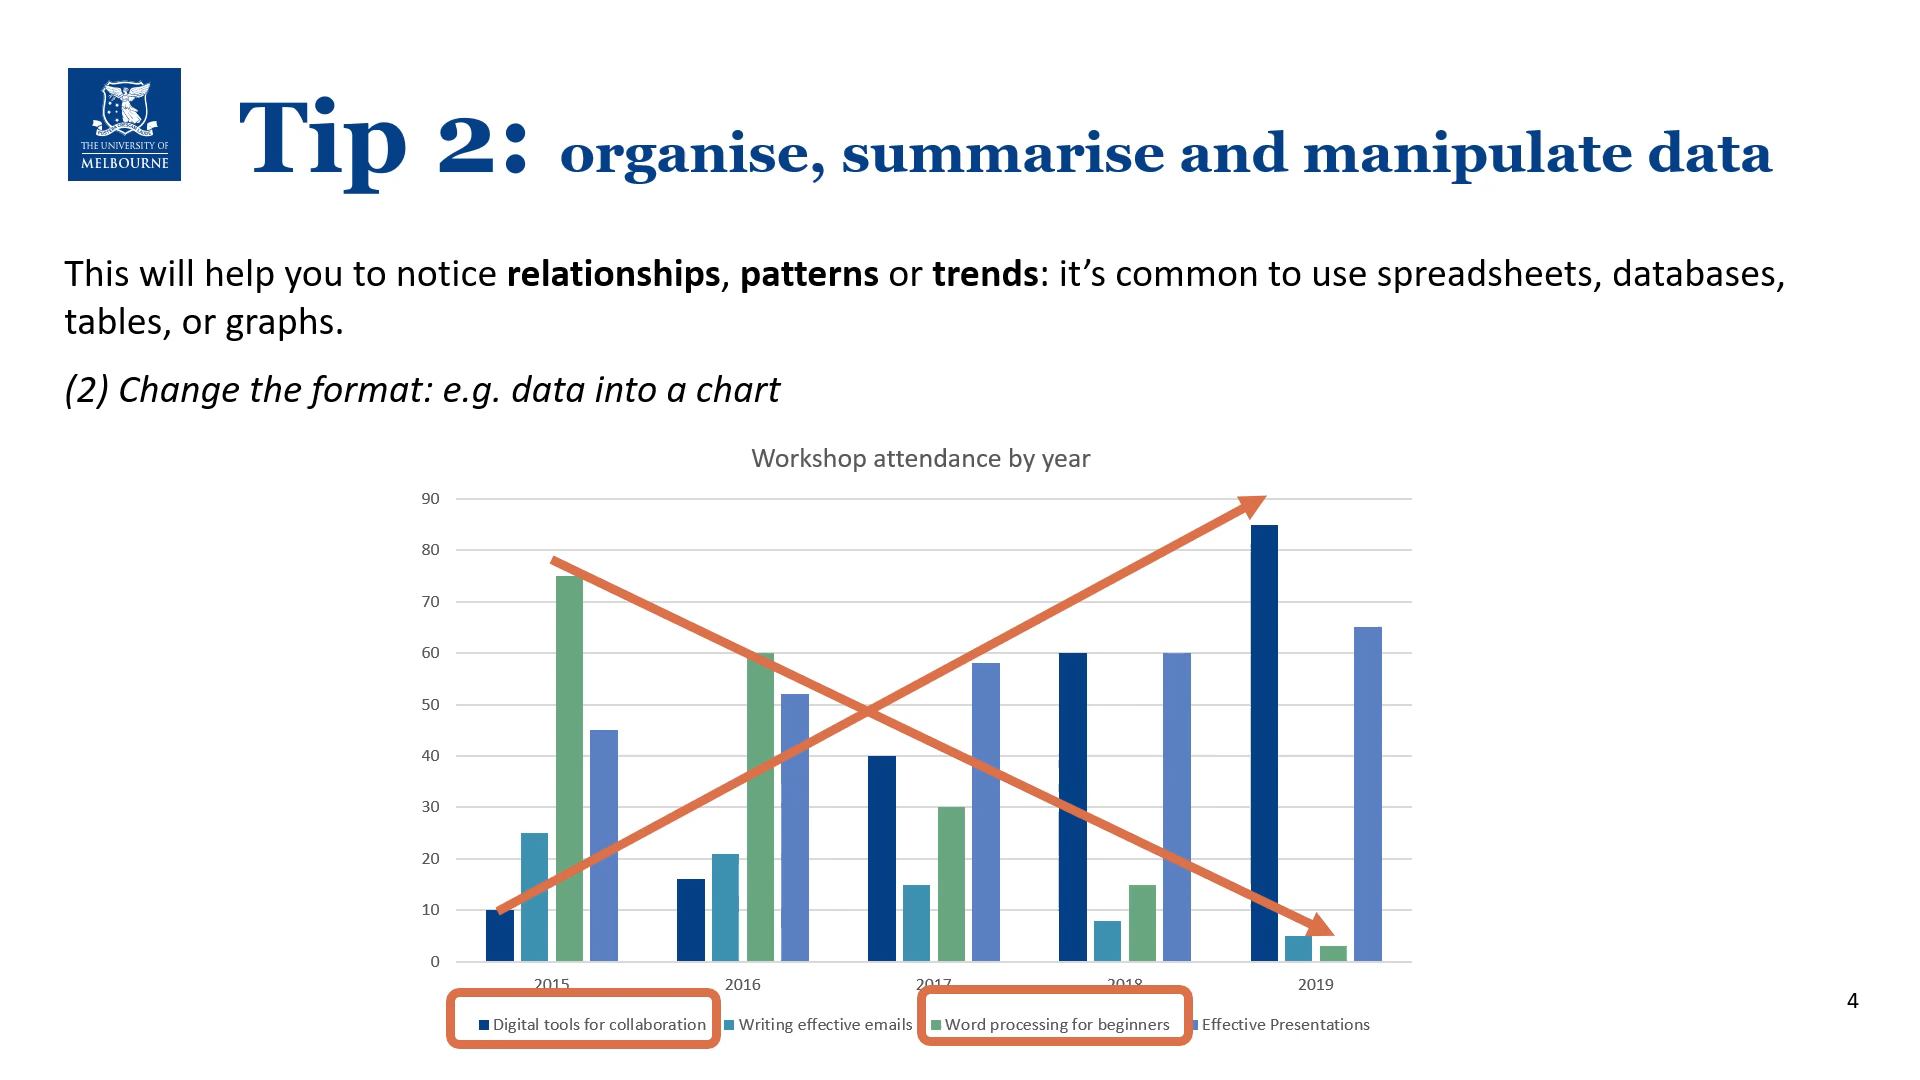 THE UNIVERSITY OF
MELBOURNE
Tip 2: organise, summarise and manipulate data
This will help you to notice relationships, patterns or trends: it's common to use spreadsheets, databases,
tables, or graphs.
(2) Change the format: e.g. data into a chart
Workshop attendance by year
90
80
70
60
50
40
30
20
10
0
2015 2016 2017 2018 2019
Digital tools for collaboration Writing effective emails Word processing for beginners Effective Presentations
4